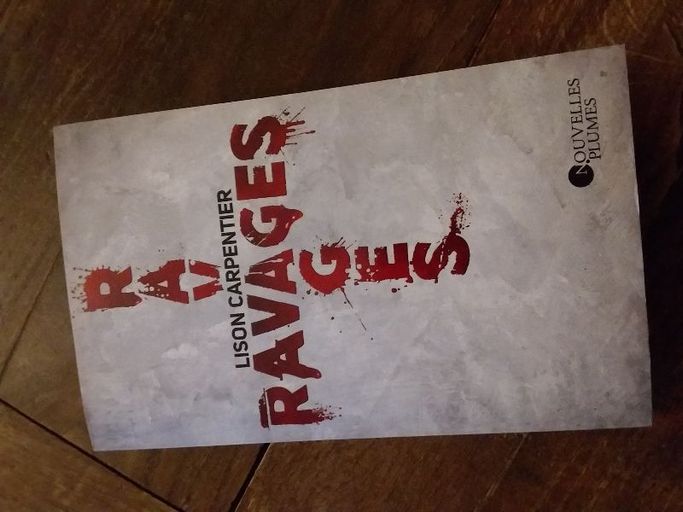 R
A
V
LISON CARPENTIER
RAVAGES
G
E
S
NOUVELLES
PLUMES